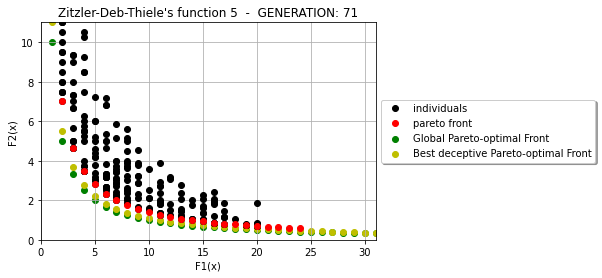 Zitzler-Deb-Thiele's function 5 - GENERATION: 71
10
8
6
4
2
0
F2(x)
0 5 10 15 20 25 30
F1(x)
individuals
pareto front
Global Pareto-optimal Front
Best deceptive Pareto-optimal Front